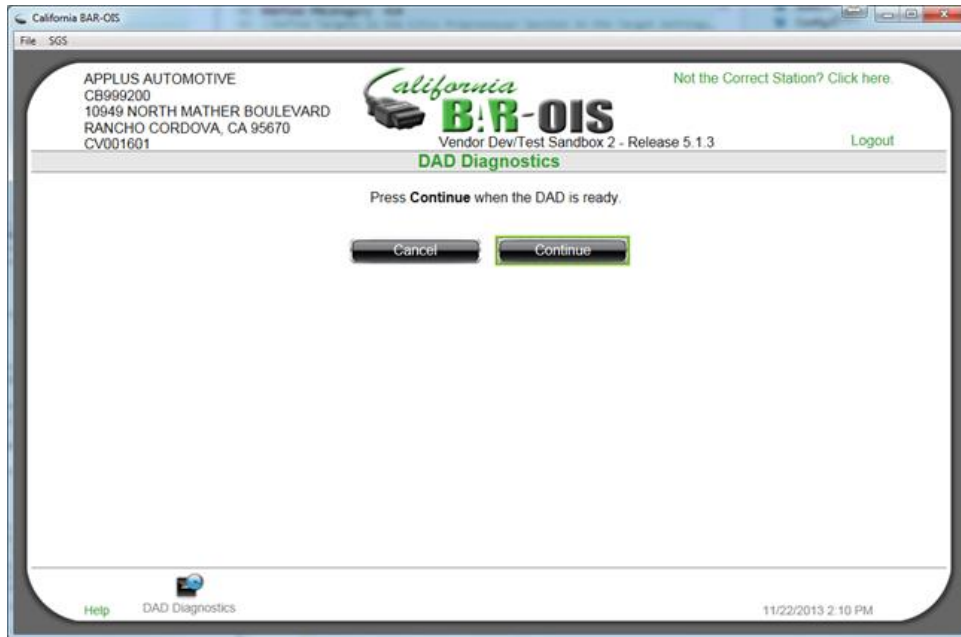 California BAR-OIS
File SGS
APPLUS AUTOMOTIVE
CB999200
10949 NORTH MATHER BOULEVARD
RANCHO CORDOVA, CA 95670
CV001601
California
BAR-OIS
Vendor Dev/Test Sandbox 2 - Release 5.1.3
Not the Correct Station? Click here.
Logout
DAD Diagnostics
Press Continue when the DAD is ready.
Cancel Continue
Help DAD Diagnostics 11/22/2013 2:10 PM